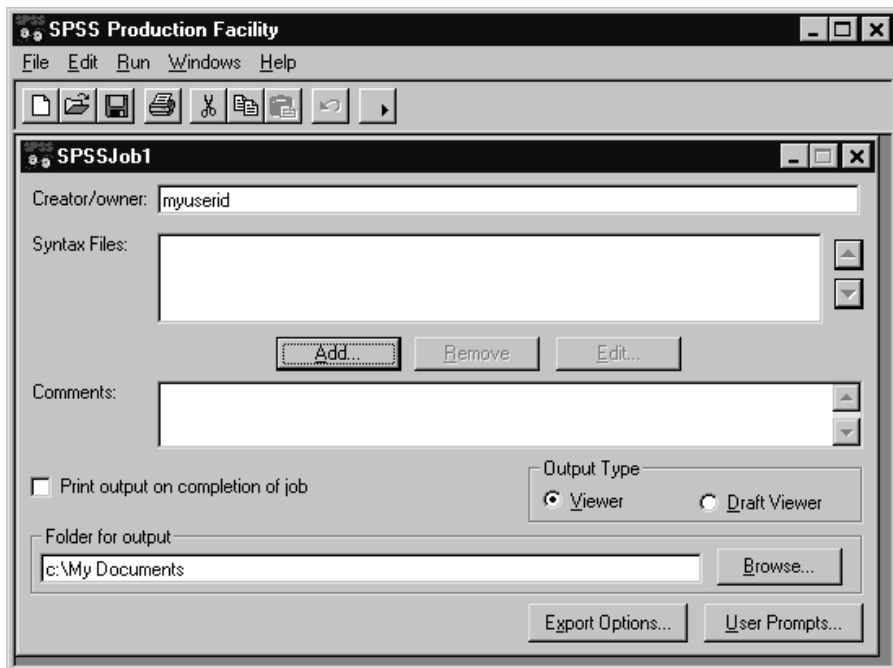 SPSS Production Facility
File Edit Run Windows Help
SPSSJob1
Creator/owner: myuserid
Syntax Files:
Add... Remove Edit...
Comments:
Output Type
Print output on completion of job
Viewer Draft Viewer
Folder for output
c:\My Documents Browse...
Export Options... User Prompts...